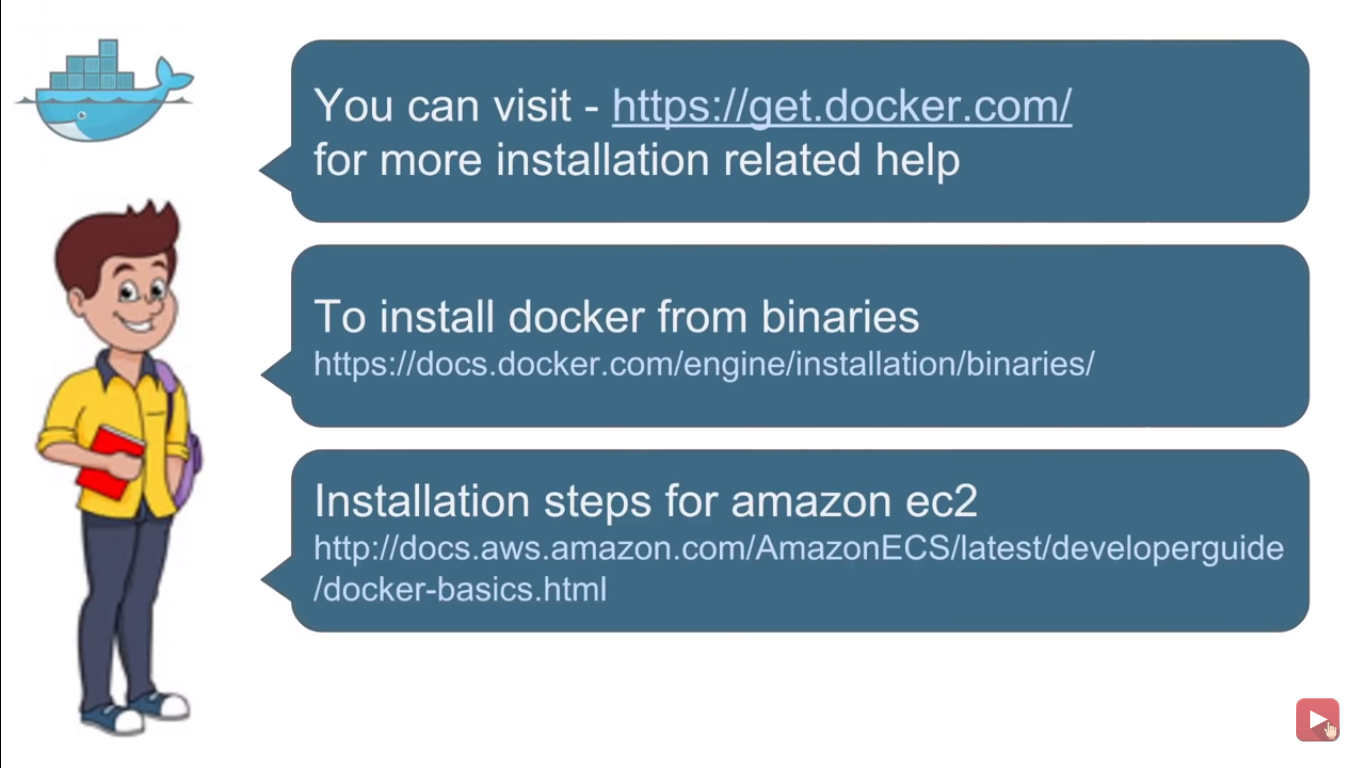 You can visit - https://get.docker.com/
for more installation related help
To install docker from binaries
https://docs.docker.com/engine/installation/binaries/
Installation steps for amazon ec2
http://docs.aws.amazon.com/AmazonECS/latest/developerguide
/docker-basics.html